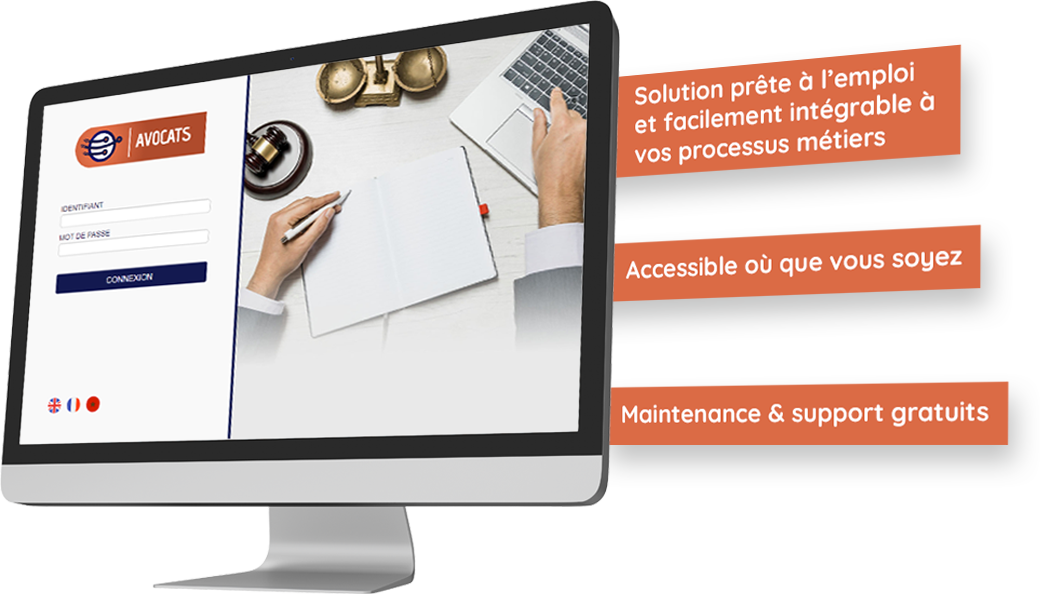 AVOCATS
IDENTIFIANT
MOT DE PASSE
CONNEXION
Solution prête à l'emploi
et facilement intégrable à
vos processus métiers
Accessible où que vous soyez
Maintenance & support gratuits